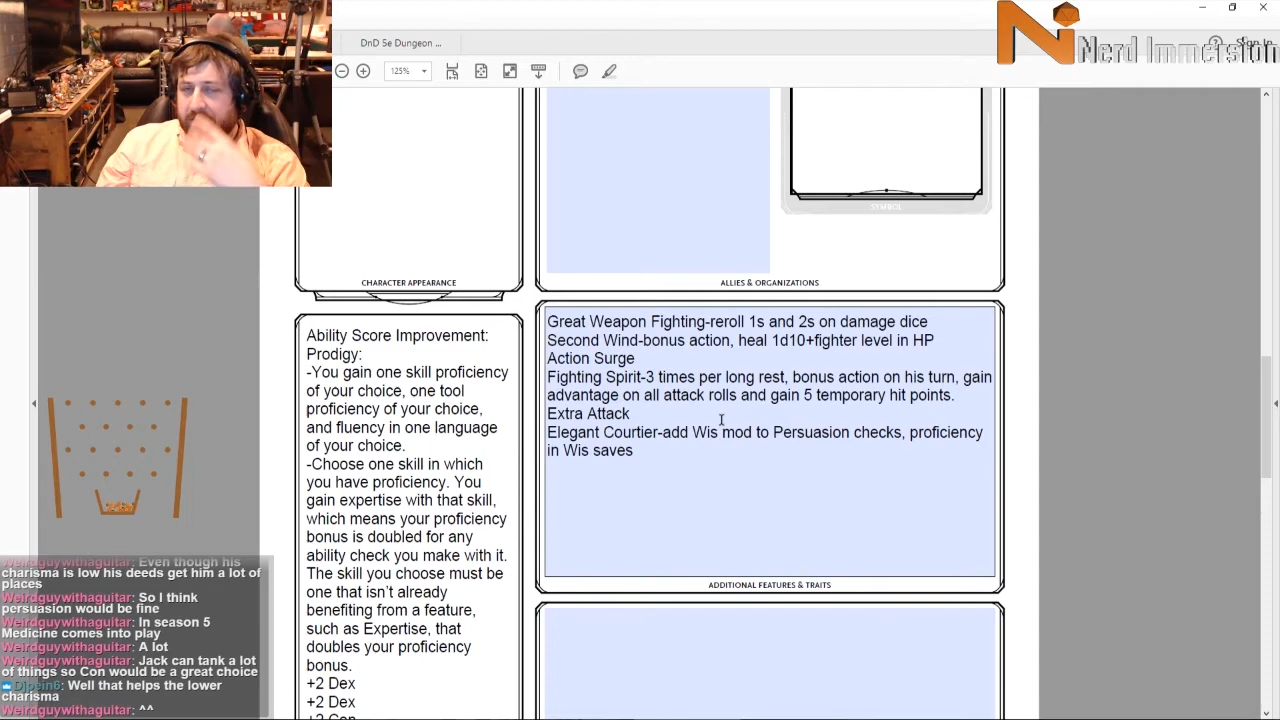 DnD 5e Dungeon ...
Nerd Immersion
Sign In
125%
SYMBOL
CHARACTER APPEARANCE
ALLIES & ORGANIZATIONS
Ability Score Improvement:
Prodigy:
-You gain one skill proficiency
of your choice, one tool
proficiency of your choice,
and fluency in one language
of your choice.
-Choose one skill in which
you have proficiency. You
gain expertise with that skill,
which means your proficiency
bonus is doubled for any
ability check you make with it.
The skill you choose must be
one that isn't already
benefiting from a feature,
such as Expertise, that
doubles your proficiency
bonus.
+2 Dex
+2 Dex
+2 Con
Great Weapon Fighting-reroll 1s and 2s on damage dice
Second Wind-bonus action, heal 1d10+fighter level in HP
Action Surge
Fighting Spirit-3 times per long rest, bonus action on his turn, gain
advantage on all attack rolls and gain 5 temporary hit points.
Extra Attack
Elegant Courtier-add Wis mod to Persuasion checks, proficiency
in Wis saves
ADDITIONAL FEATURES & TRAITS
Weirdguywithaguitar: Even though his
charisma is low his deeds get him a lot of
places
Weirdguywithaguitar: So I think
persuasion would be fine
Weirdguywithaguitar: In season 5
Medicine comes into play
Weirdguywithaguitar: A lot
Weirdguywithaguitar: Jack can tank a lot
of things so Con would be a great choice
Djpein6: Well that helps the lower
charisma
Weirdguywithaguitar: ^^